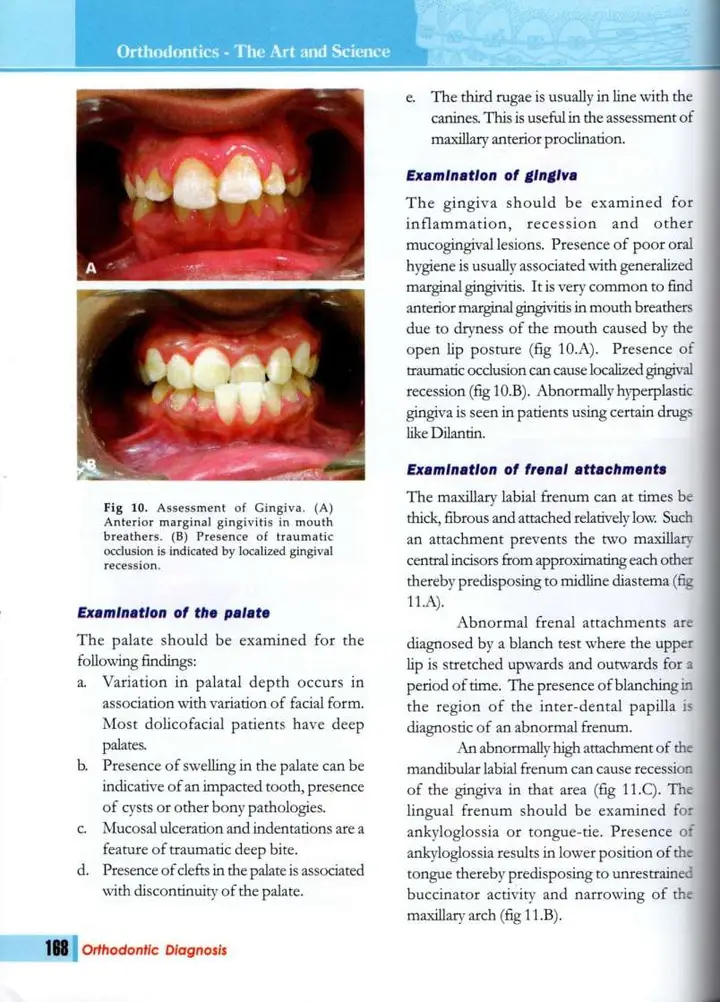 Orthodontics - The Art and Science
A
B
Fig 10. Assessment of Gingiva. (A)
Anterior marginal gingivitis in mouth
breathers. (B) Presence of traumatic
occlusion is indicated by localized gingival
recession.
Examination of the palate
The palate should be examined for the
following findings:
a. Variation in palatal depth occurs in
association with variation of facial form.
Most dolicofacial patients have deep
palates.
b. Presence of swelling in the palate can be
indicative of an impacted tooth, presence
of cysts or other bony pathologies.
c. Mucosal ulceration and indentations are a
feature of traumatic deep bite.
d. Presence of clefts in the palate is associated
with discontinuity of the palate.
e. The third rugae is usually in line with the
canines. This is useful in the assessment of
maxillary anterior proclination.
Examination of gingiva
The gingiva should be examined for
inflammation, recession and other
mucogingival lesions. Presence of poor oral
hygiene is usually associated with generalized
marginal gingivitis. It is very common to find
anterior marginal gingivitis in mouth breathers
due to dryness of the mouth caused by the
open lip posture (fig 10.A). Presence of
traumatic occlusion can cause localized gingival
recession (fig 10.B). Abnormally hyperplastic
gingiva is seen in patients using certain drugs
like Dilantin.
Examination of frenal attachments
The maxillary labial frenum can at times be
thick, fibrous and attached relatively low. Such
an attachment prevents the two maxillary
central incisors from approximating each other
thereby predisposing to midline diastema (fig
11.A).
Abnormal frenal attachments are
diagnosed by a blanch test where the upper
lip is stretched upwards and outwards for a
period of time. The presence of blanching in
the region of the inter-dental papilla is
diagnostic of an abnormal frenum.
An abnormally high attachment of the
mandibular labial frenum can cause recession
of the gingiva in that area (fig 11.C). The
lingual frenum should be examined for
ankyloglossia or tongue-tie. Presence of
ankyloglossia results in lower position of the
tongue thereby predisposing to unrestrained
buccinator activity and narrowing of the
maxillary arch (fig 11.B).
168 Orthodontic Diagnosis